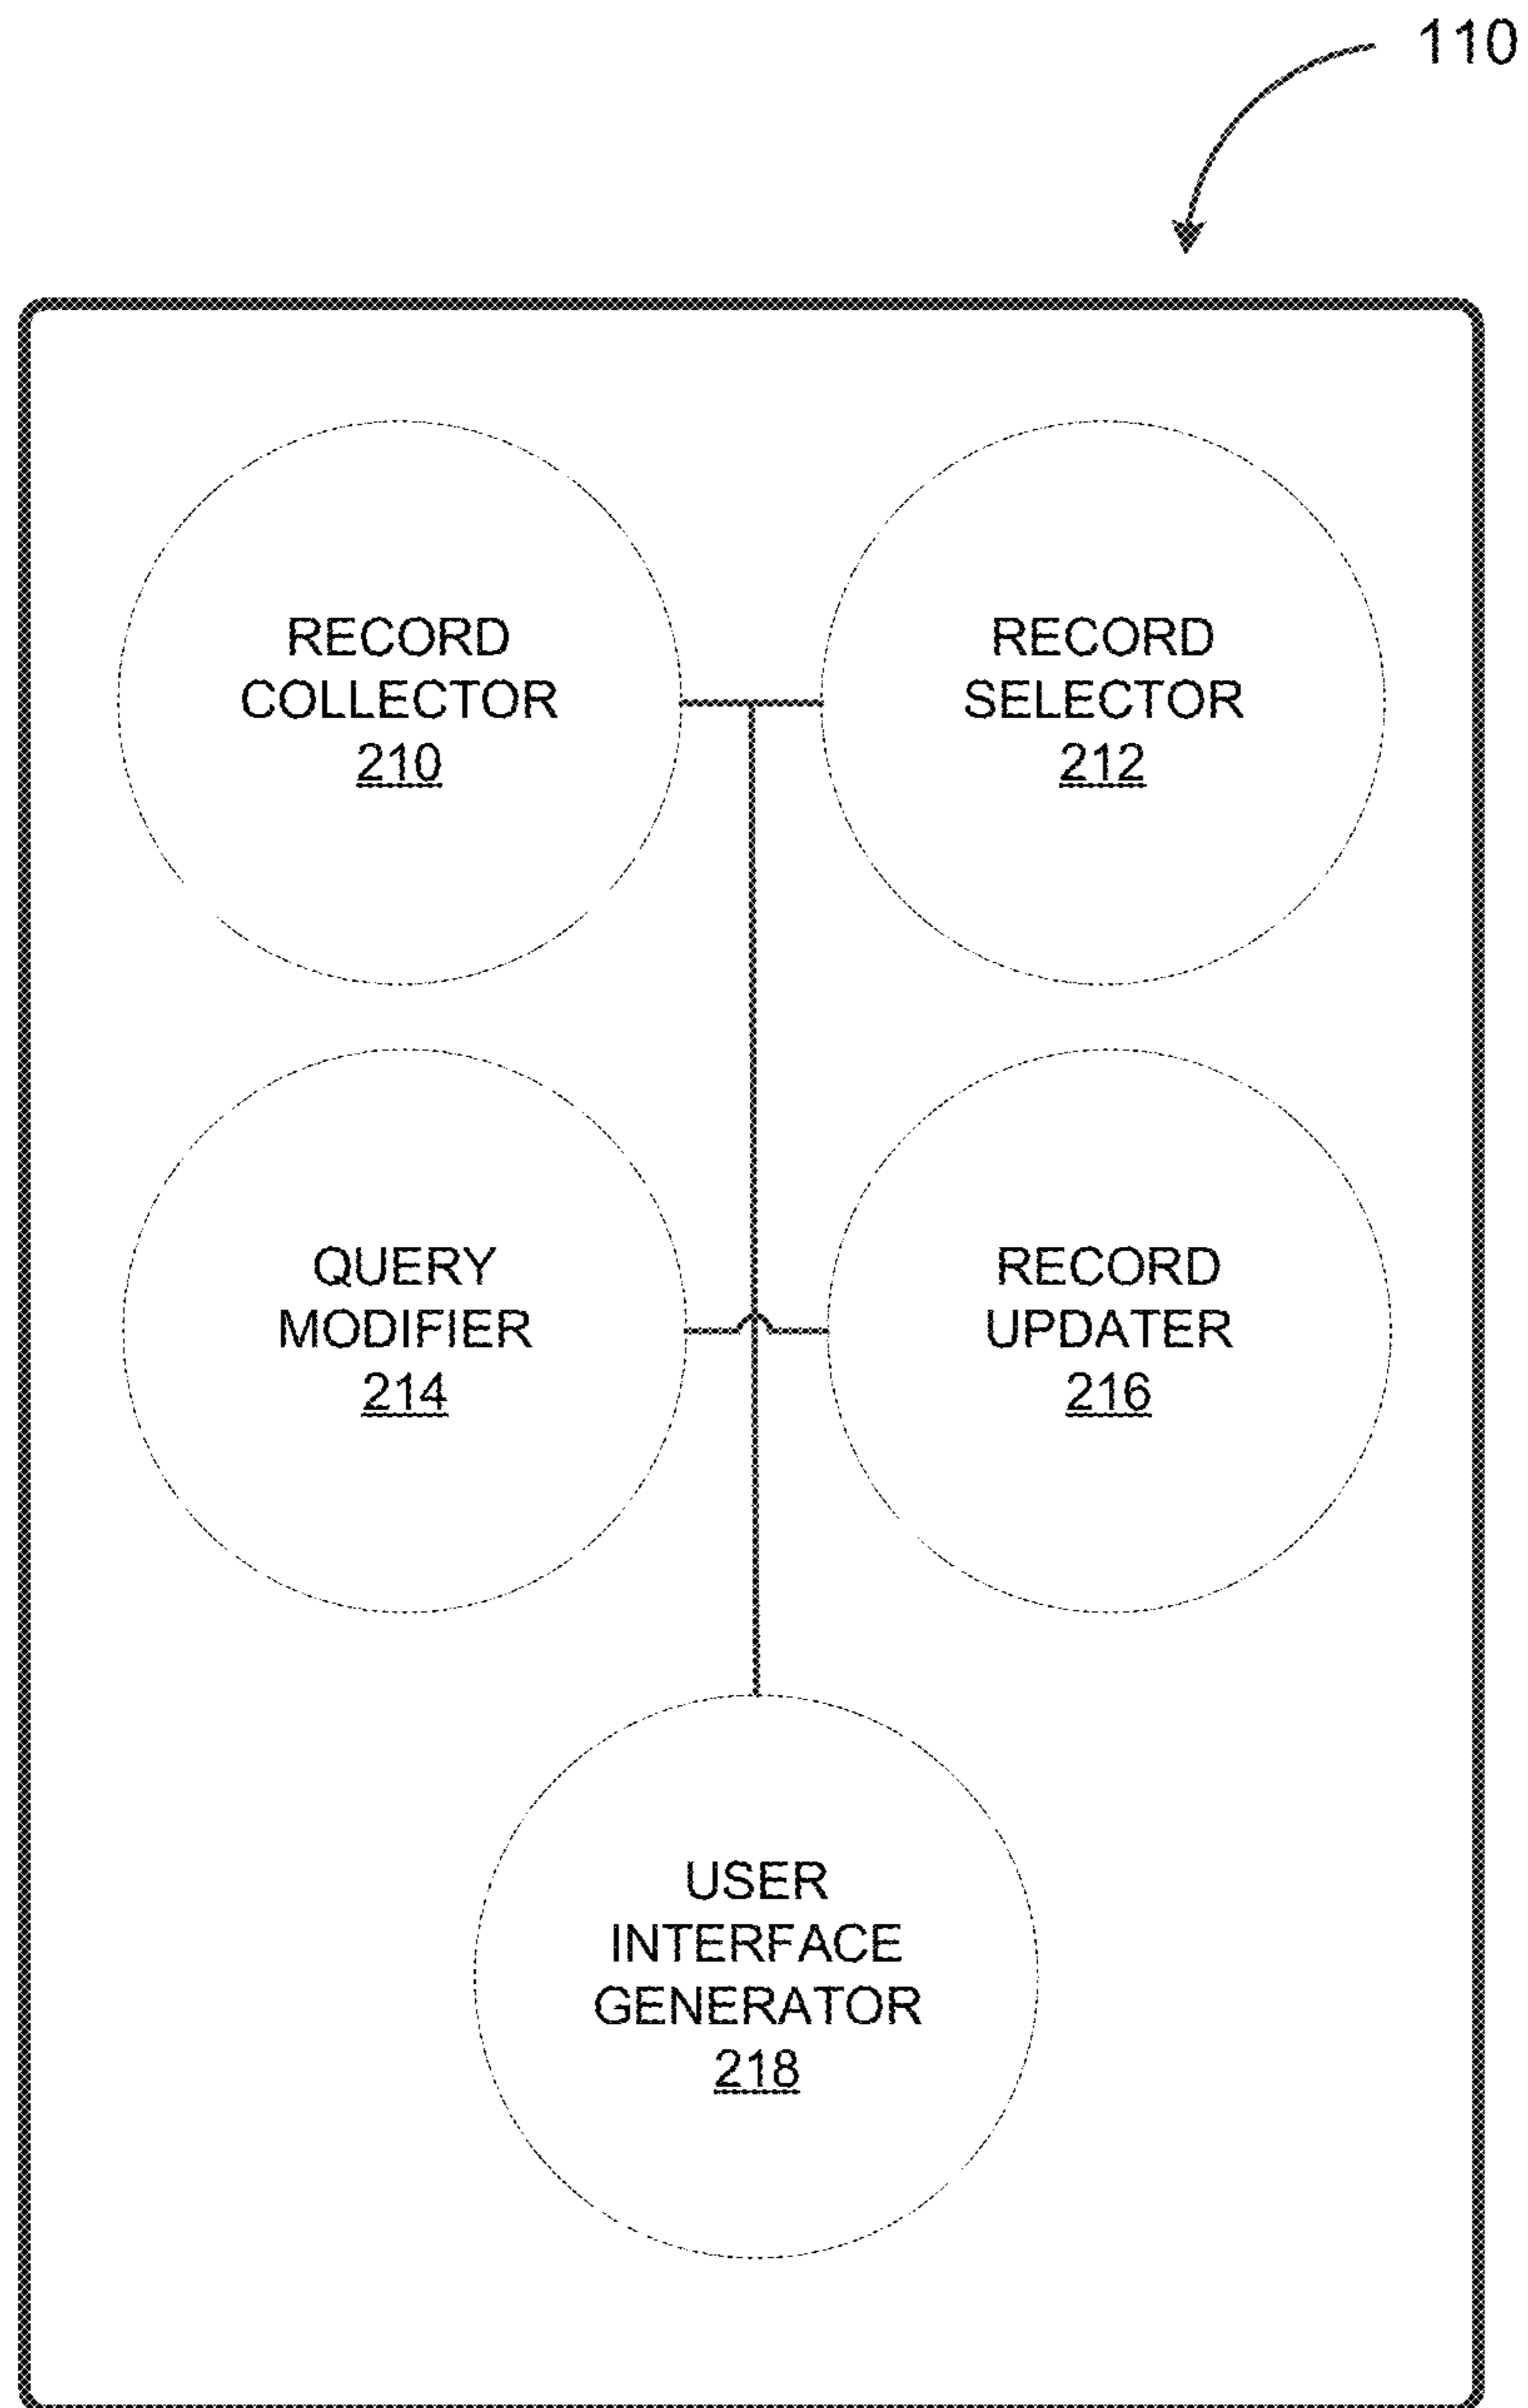 110
RECORD
COLLECTOR
210
RECORD
SELECTOR
212
QUERY
MODIFIER
214
RECORD
UPDATER
216
USER
INTERFACE
GENERATOR
218